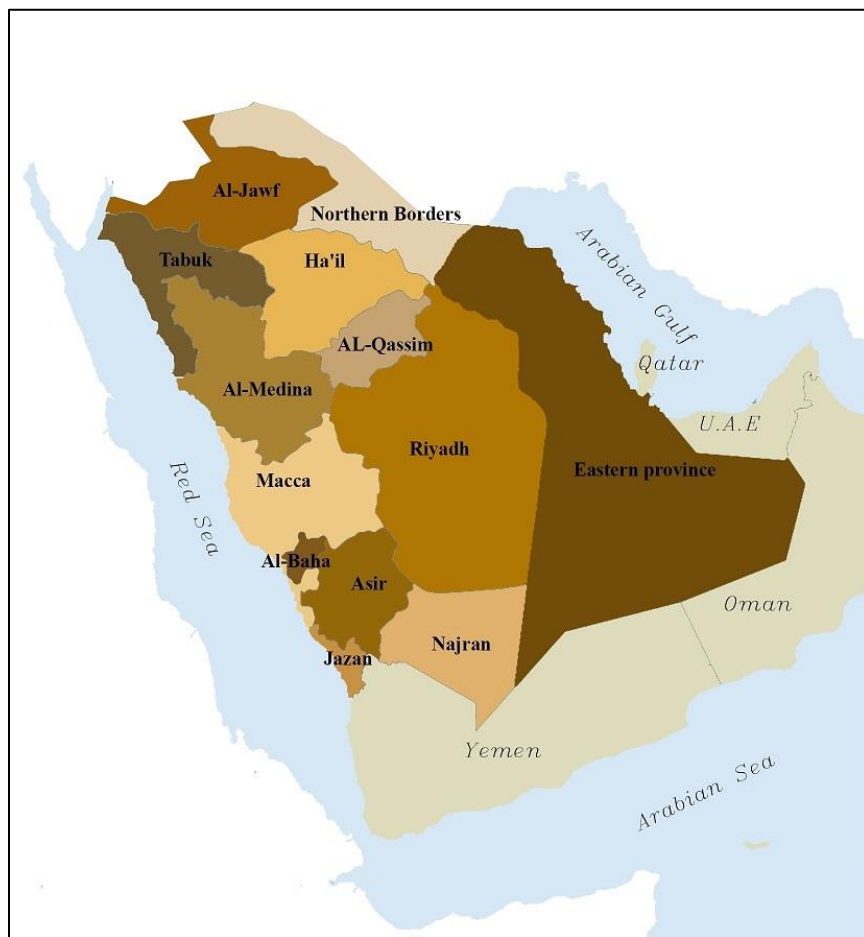 Al-Jawf
Northern Borders
Tabuk
Ha'il
Arabian Gulf
AL-Qassim
Qatar
Al-Medina
U.A.E
Riyadh
Eastern province
Macca
Red Sea
Al-Baha
Asir
Oman
Najran
Jazan
Yemen
Arabian Sea